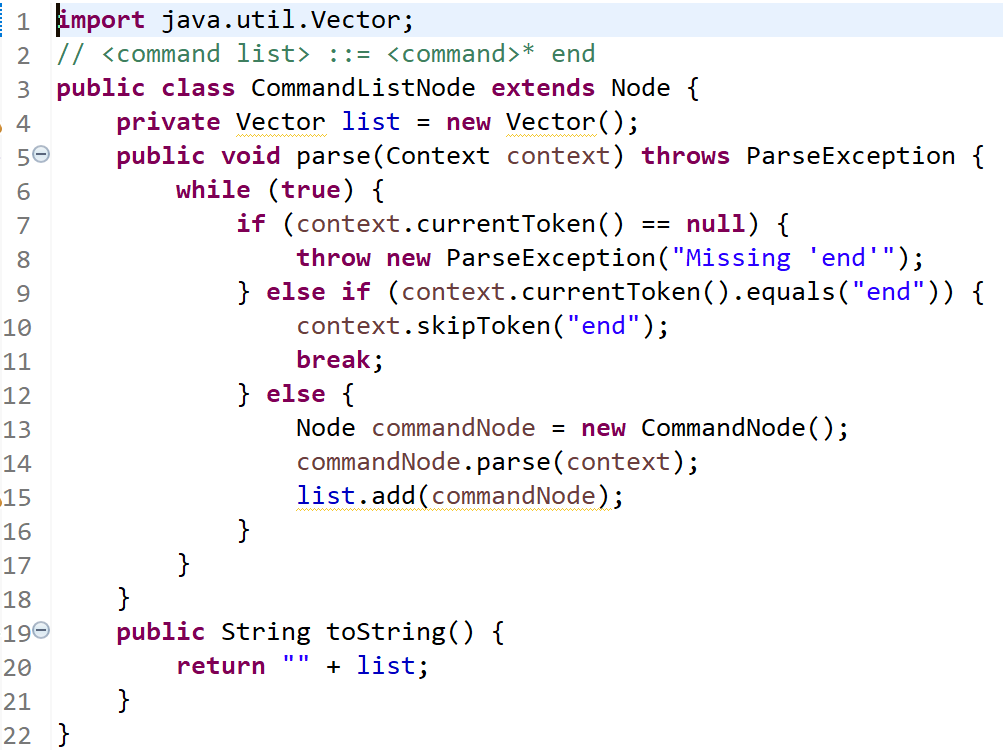 1 import java.util.Vector;
2 // <command list> ::= <command>* end
3 public class CommandListNode extends Node {
4     private Vector list = new Vector();
5     public void parse(Context context) throws ParseException {
6         while (true) {
7             if (context.currentToken() == null) {
8                 throw new ParseException("Missing 'end'");
9             } else if (context.currentToken().equals("end")) {
10                 context.skipToken("end");
11                 break;
12             } else {
13                 Node commandNode = new CommandNode();
14                 commandNode.parse(context);
15                 list.add(commandNode);
16             }
17         }
18     }
19     public String toString() {
20         return "" + list;
21     }
22 }